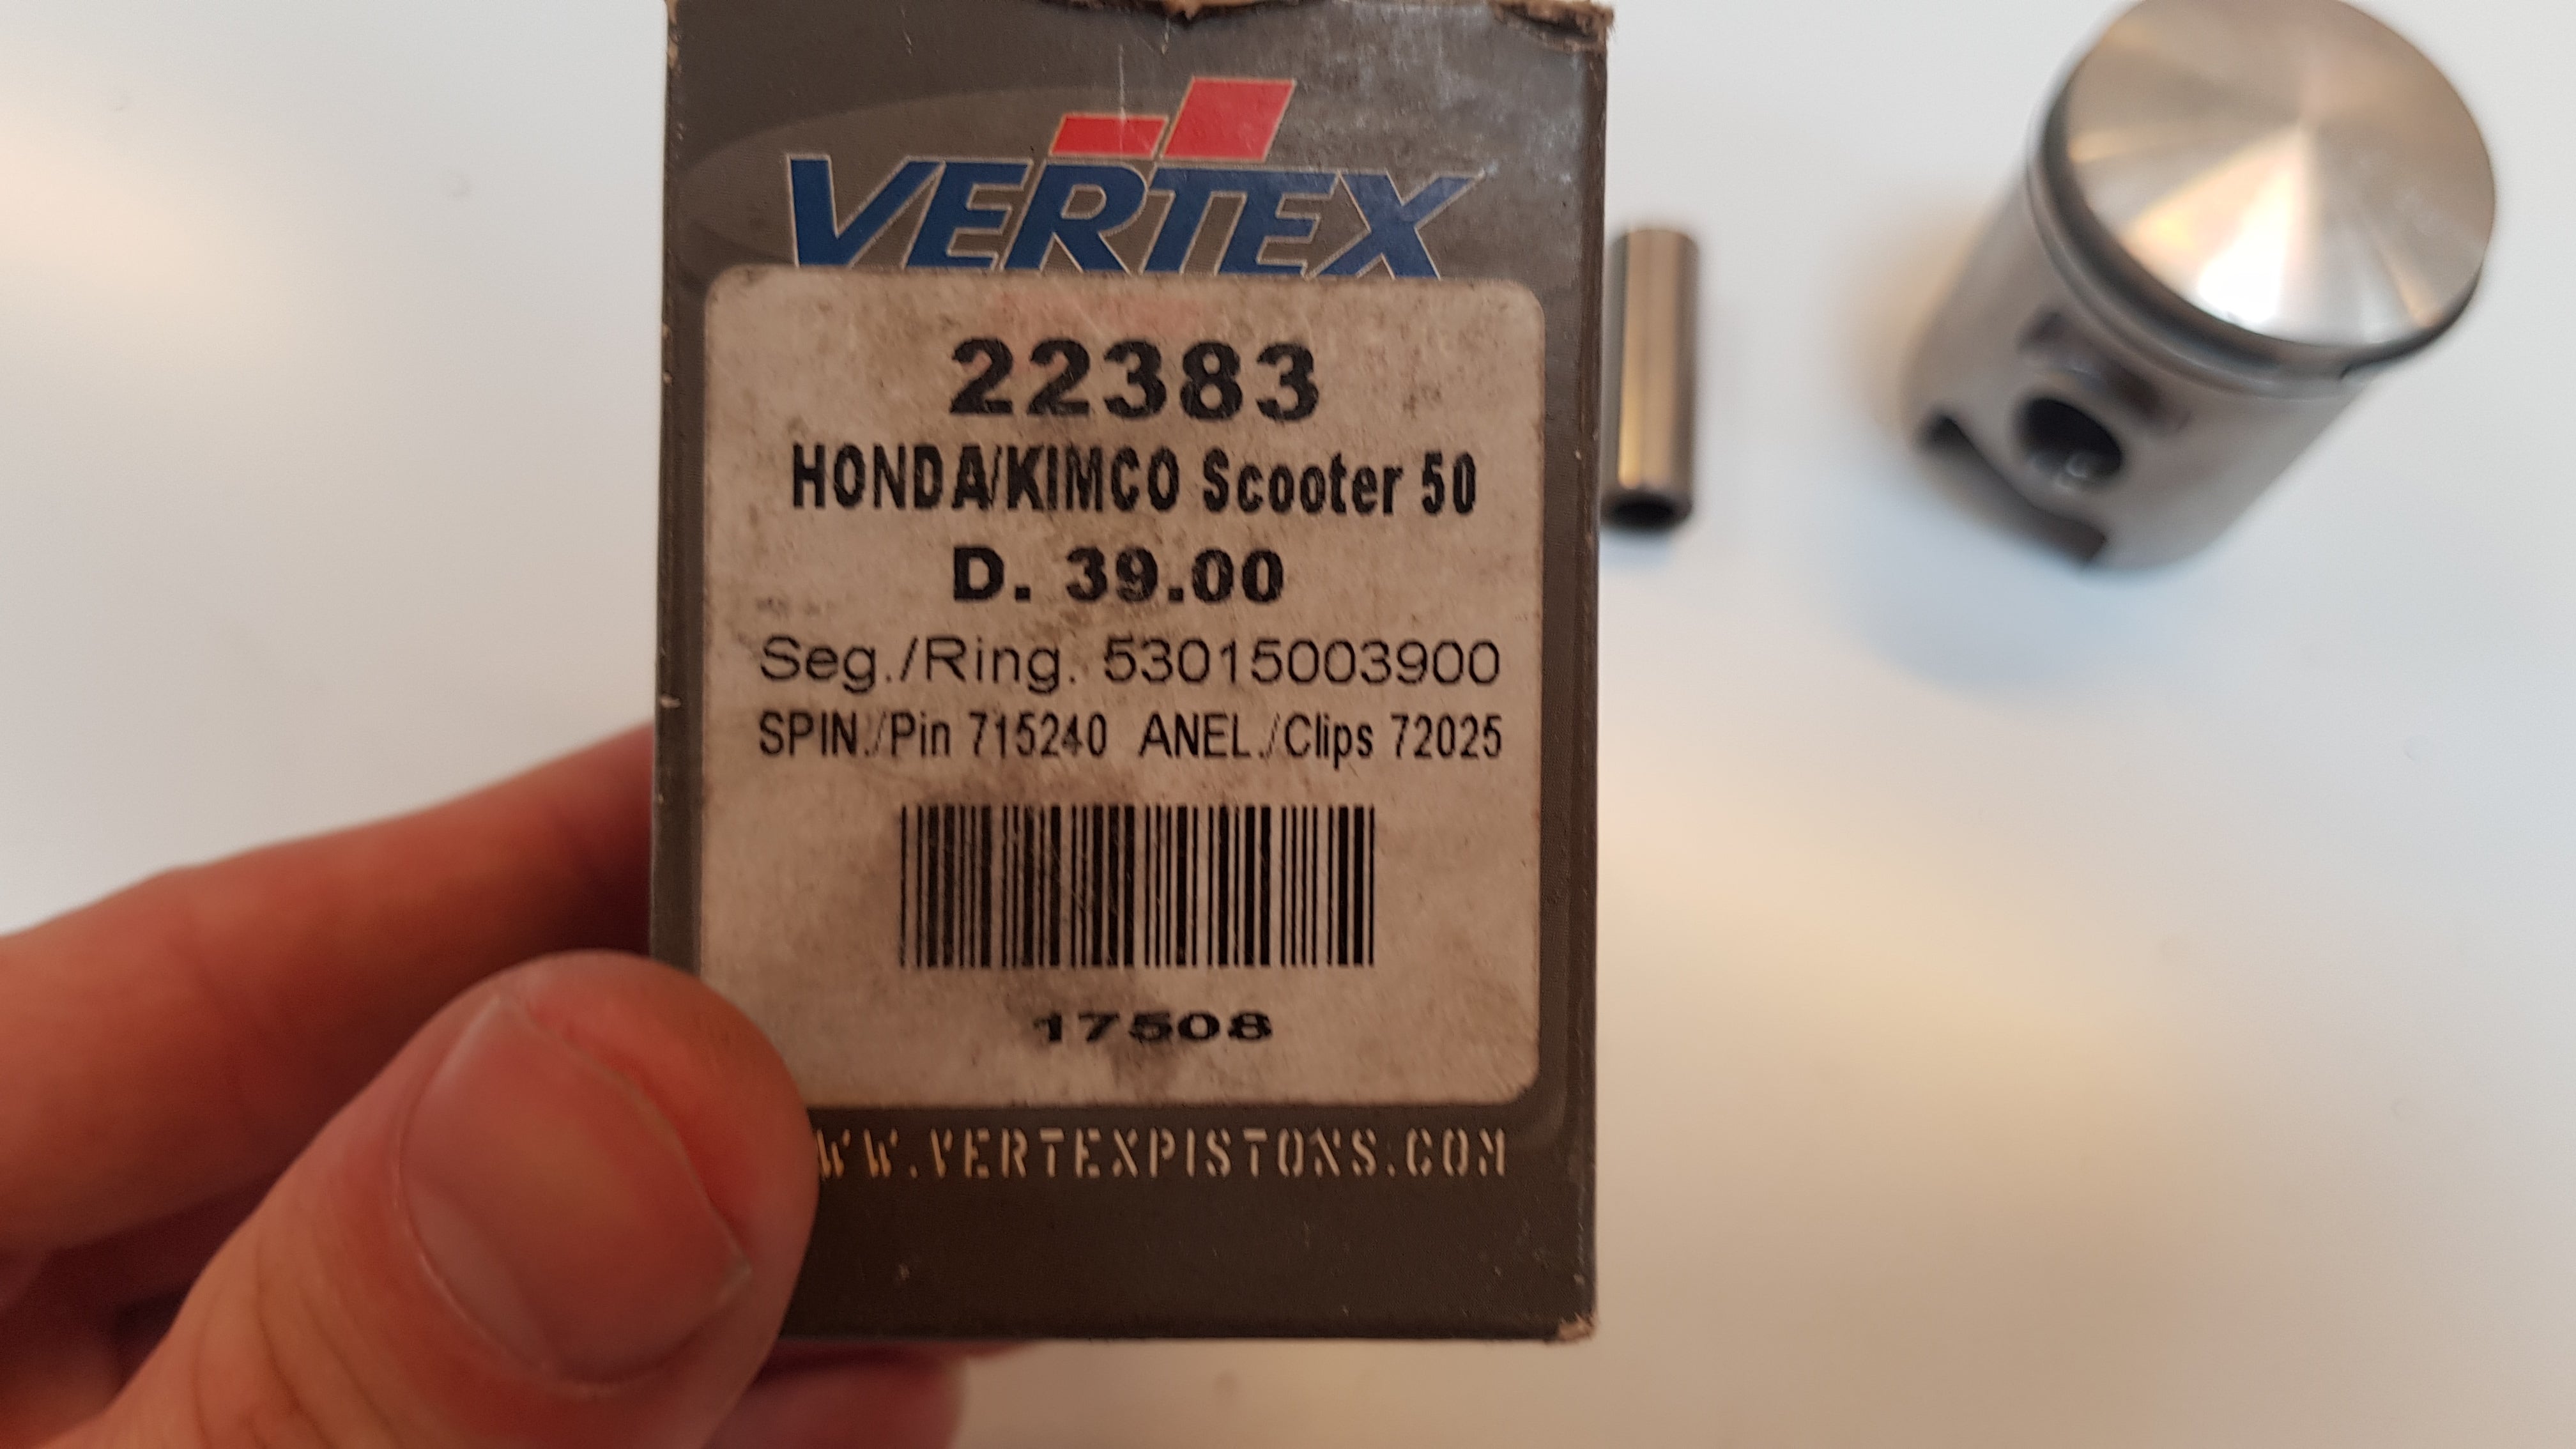 VERTEX
22383
HONDA/KIMCO Scooter 50
D. 39.00
Seg./Ring. 53015003900
SPIN./Pin 715240 ANEL./Clips 72025
17508
WW.VERTEXPISTONS.COM